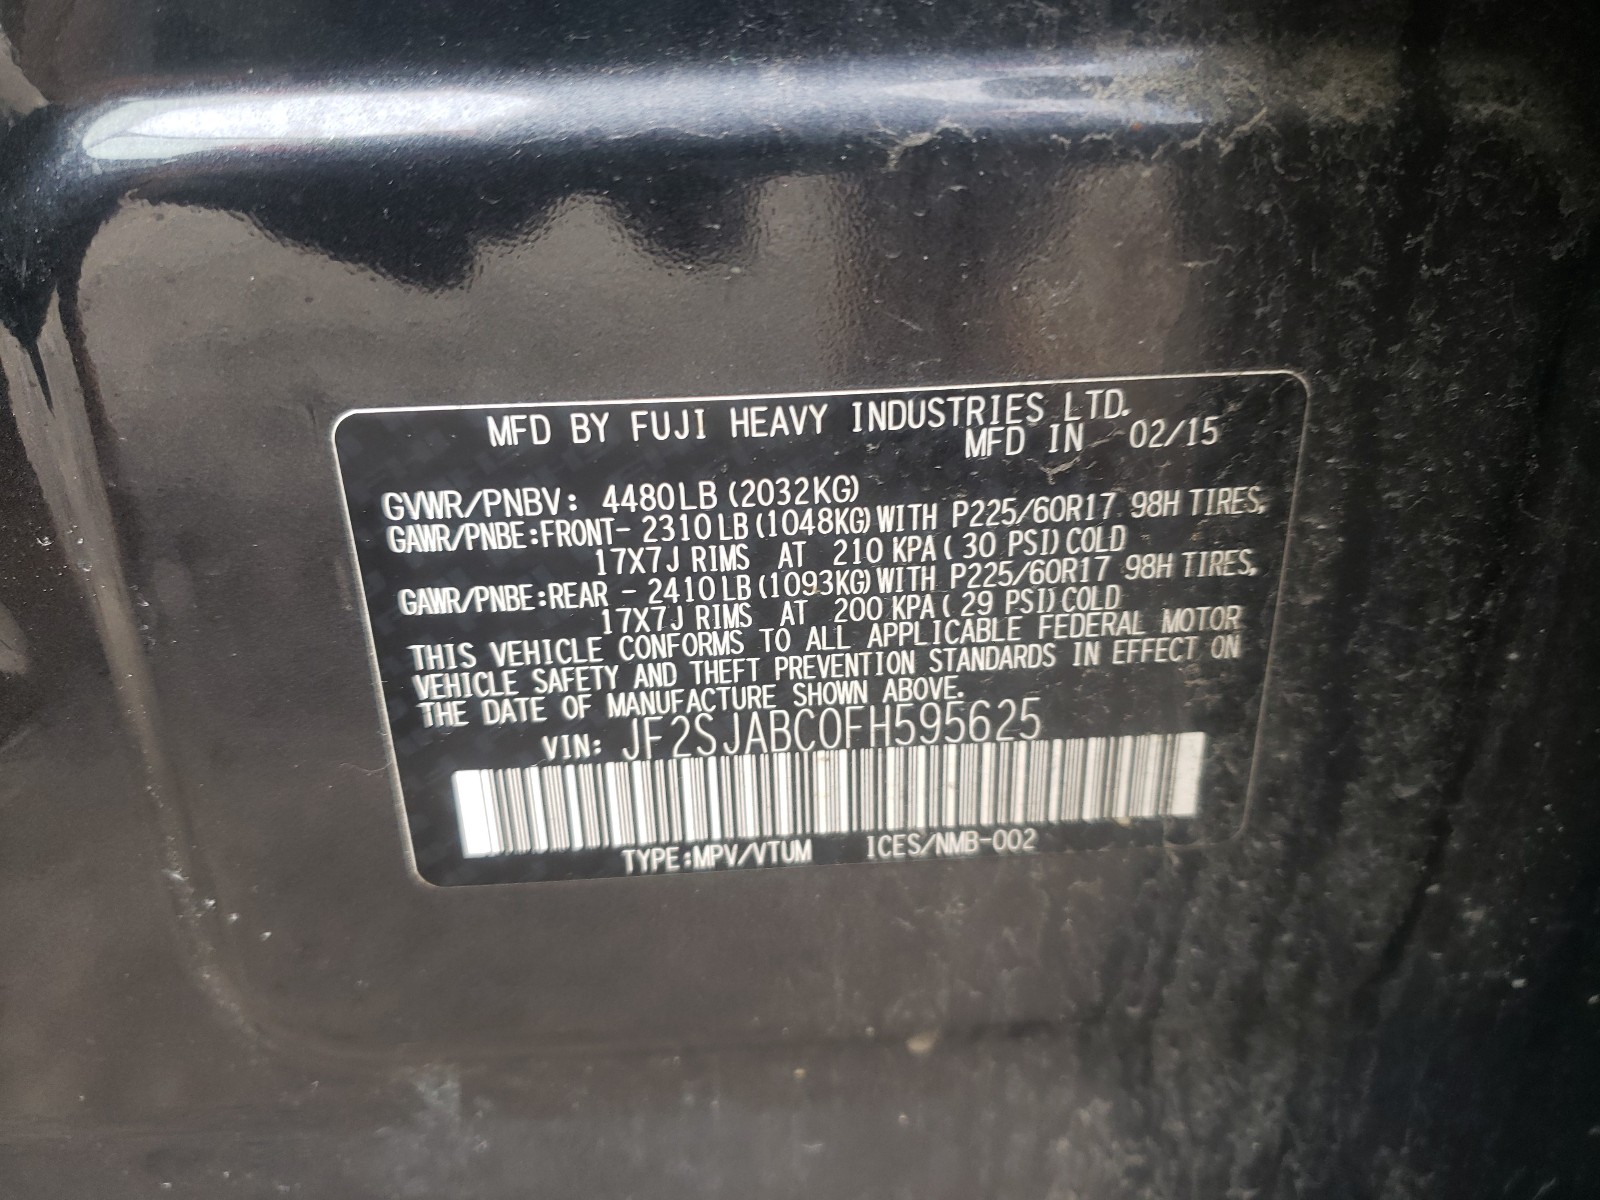 MFD BY FUJI HEAVY INDUSTRIES LTD.
MFD IN 02/15
GVWR/PNBV: 4480LB (2032KG)
GAWR/PNBE:FRONT- 2310LB (1048KG) WITH P225/60R17 98H TIRES,
17X7J RIMS AT 210 KPA ( 30 PSI) COLD
GAWR/PNBE:REAR - 2410LB (1093KG) WITH P225/60R17 98H TIRES,
17X7J RIMS AT 200 KPA ( 29 PSI) COLD
THIS VEHICLE CONFORMS TO ALL APPLICABLE FEDERAL MOTOR
VEHICLE SAFETY AND THEFT PREVENTION STANDARDS IN EFFECT ON
THE DATE OF MANUFACTURE SHOWN ABOVE.
VIN: JF2SJABC0FH595625
TYPE:MPV/VTUM ICES/NMB-002